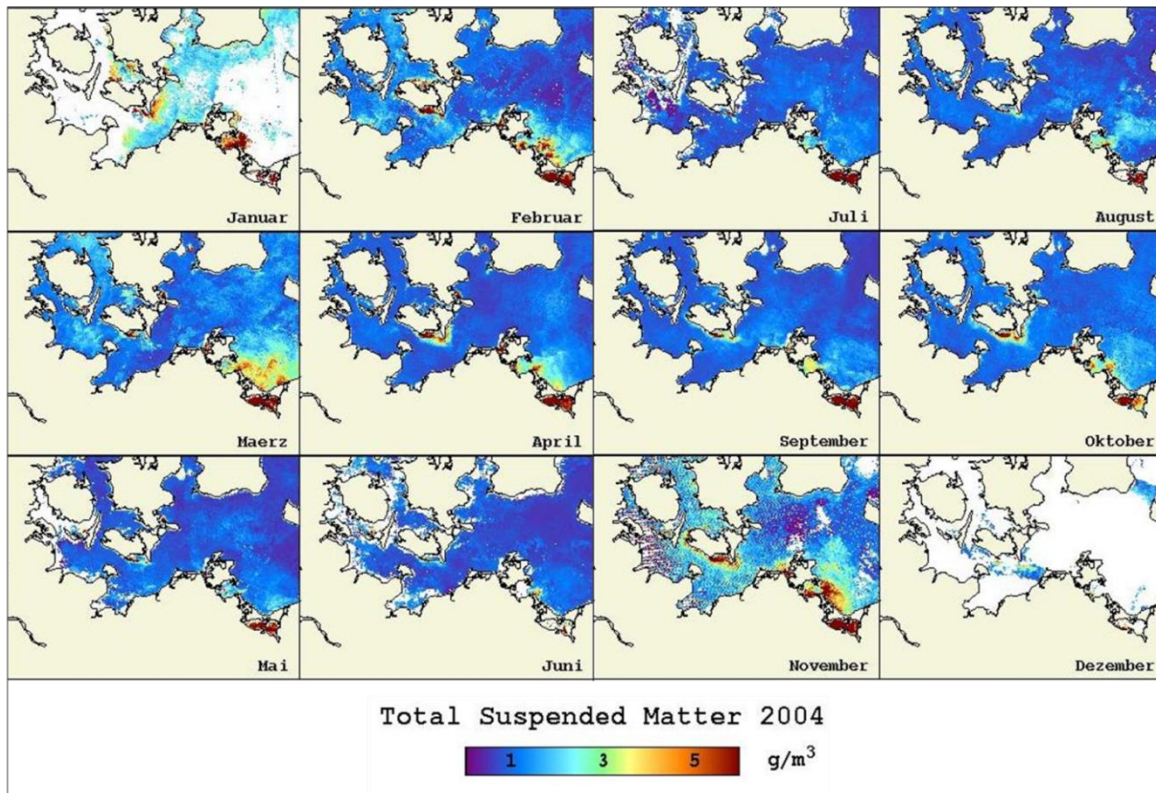 Januar
Februar
Juli
August
Maerz
April
September
Oktober
Mai
Juni
November
Dezember
Total Suspended Matter 2004
1 3 5 g/m³